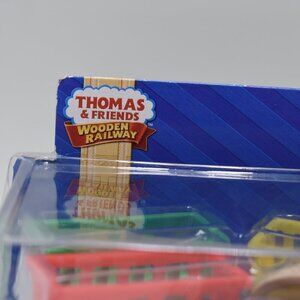 THOMAS
& FRIENDS
WOODEN
RAILWAY